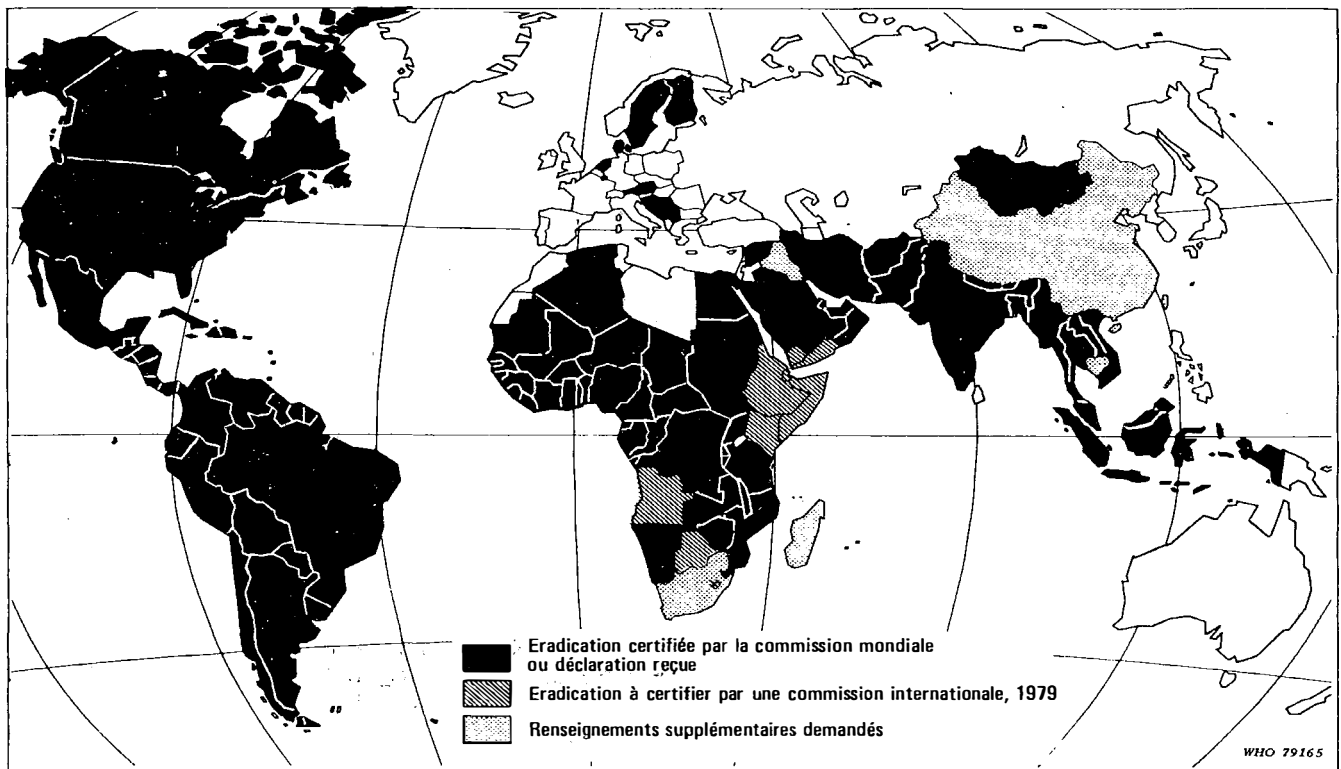 Eradication certifiée par la commission mondiale
ou déclaration reçue
Eradication à certifier par une commission internationale, 1979
Renseignements supplémentaires demandés
WHO 79165